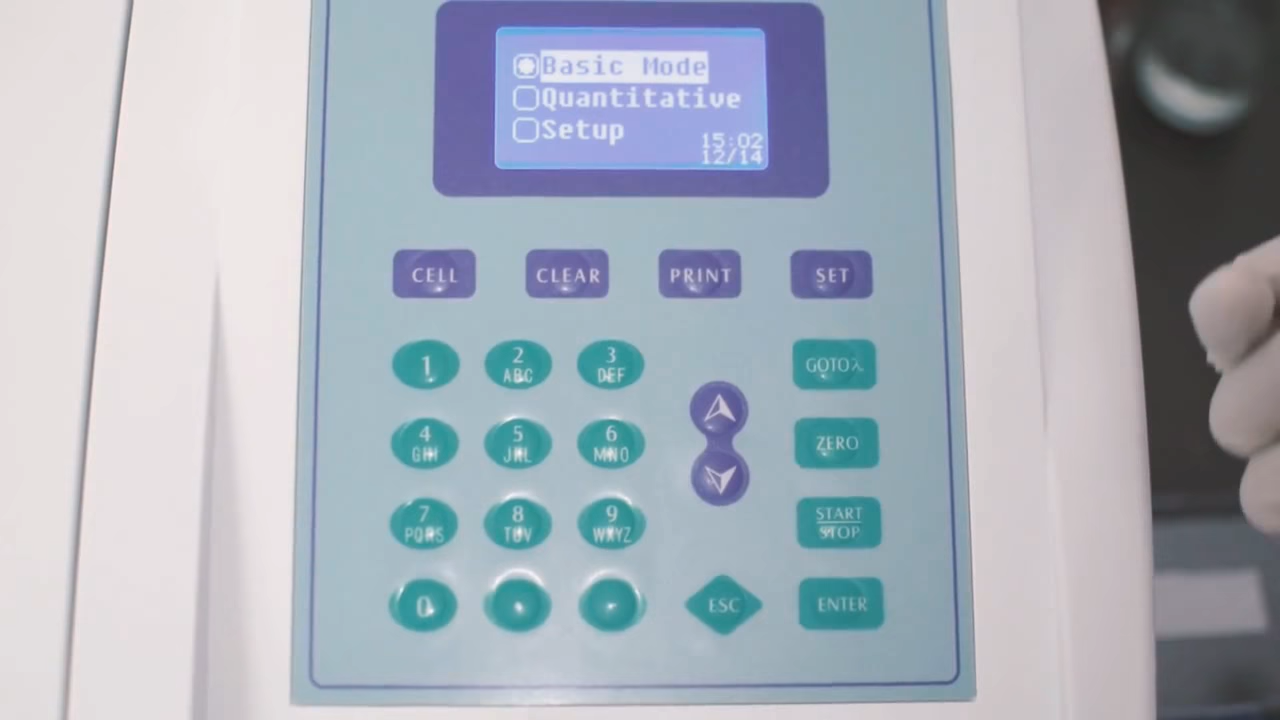 Basic Mode
Quantitative
Setup
15:02
12/14
CELL CLEAR PRINT SET
1 2 3 GOTOλ
ABC DEF
4 5 6 ZERO
GHI JKL MNO
7 8 9 START
PQRS TUV WXYZ STOP
0 ESC ENTER